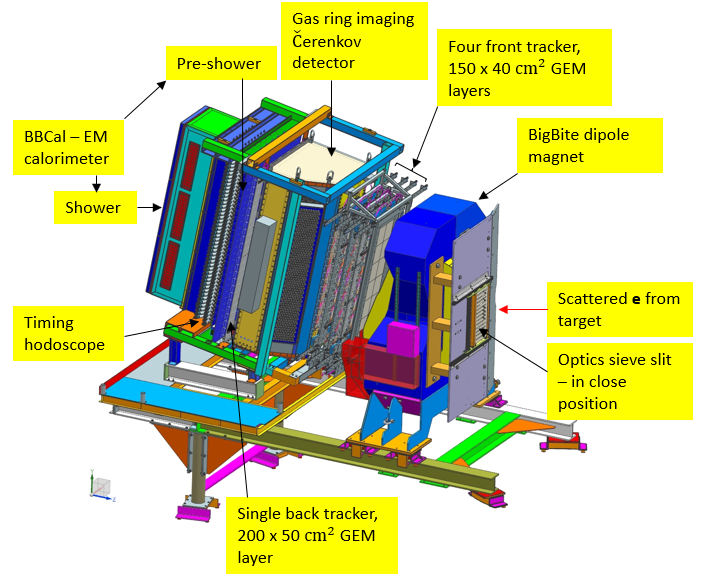 Gas ring imaging
Čerenkov
detector
Four front tracker,
150 x 40 cm² GEM
layers
Pre-shower
BBCal – EM
calorimeter
BigBite dipole
magnet
Shower
Scattered e from
target
Timing
hodoscope
Optics sieve slit
– in close
position
Single back tracker,
200 x 50 cm² GEM
layer